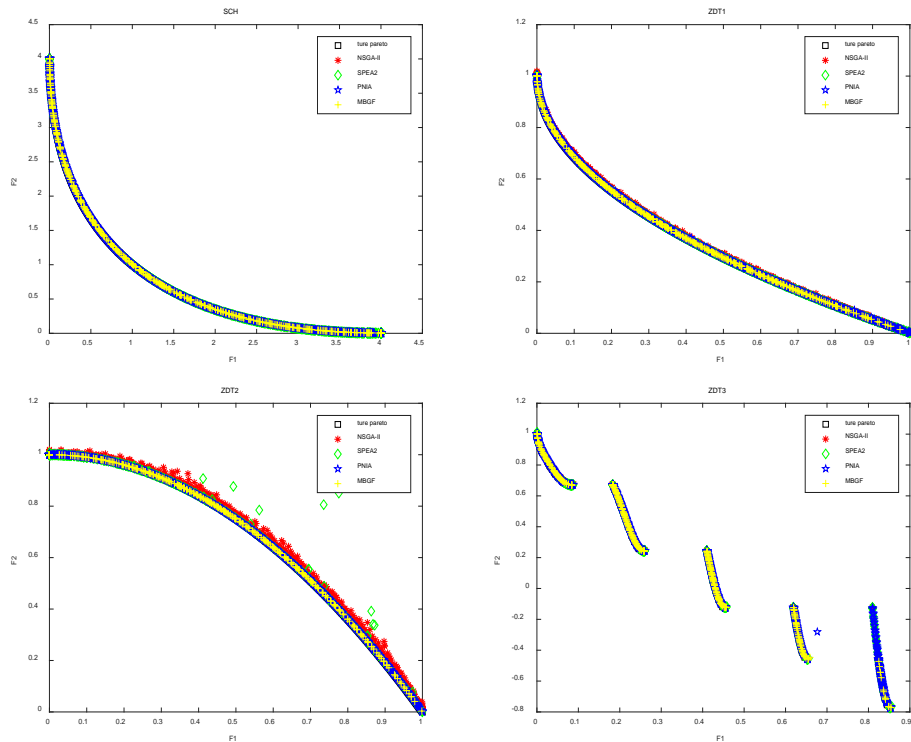 SCH
4.5
4
3.5
3
2.5
2
1.5
1
0.5
0
F2
ture pareto
NSGA-II
SPEA2
PNIA
MBGF
0 0.5 1 1.5 2 2.5 3 3.5 4 4.5
F1
ZDT1
1.2
1
0.8
0.6
0.4
0.2
0
F2
ture pareto
NSGA-II
SPEA2
PNIA
MBGF
0 0.1 0.2 0.3 0.4 0.5 0.6 0.7 0.8 0.9 1
F1
ZDT2
1.2
1
0.8
0.6
0.4
0.2
0
F2
ture pareto
NSGA-II
SPEA2
PNIA
MBGF
0 0.1 0.2 0.3 0.4 0.5 0.6 0.7 0.8 0.9 1
F1
ZDT3
1.2
1
0.8
0.6
0.4
0.2
0
-0.2
-0.4
-0.6
-0.8
F2
ture pareto
NSGA-II
SPEA2
PNIA
MBGF
0 0.1 0.2 0.3 0.4 0.5 0.6 0.7 0.8 0.9
F1